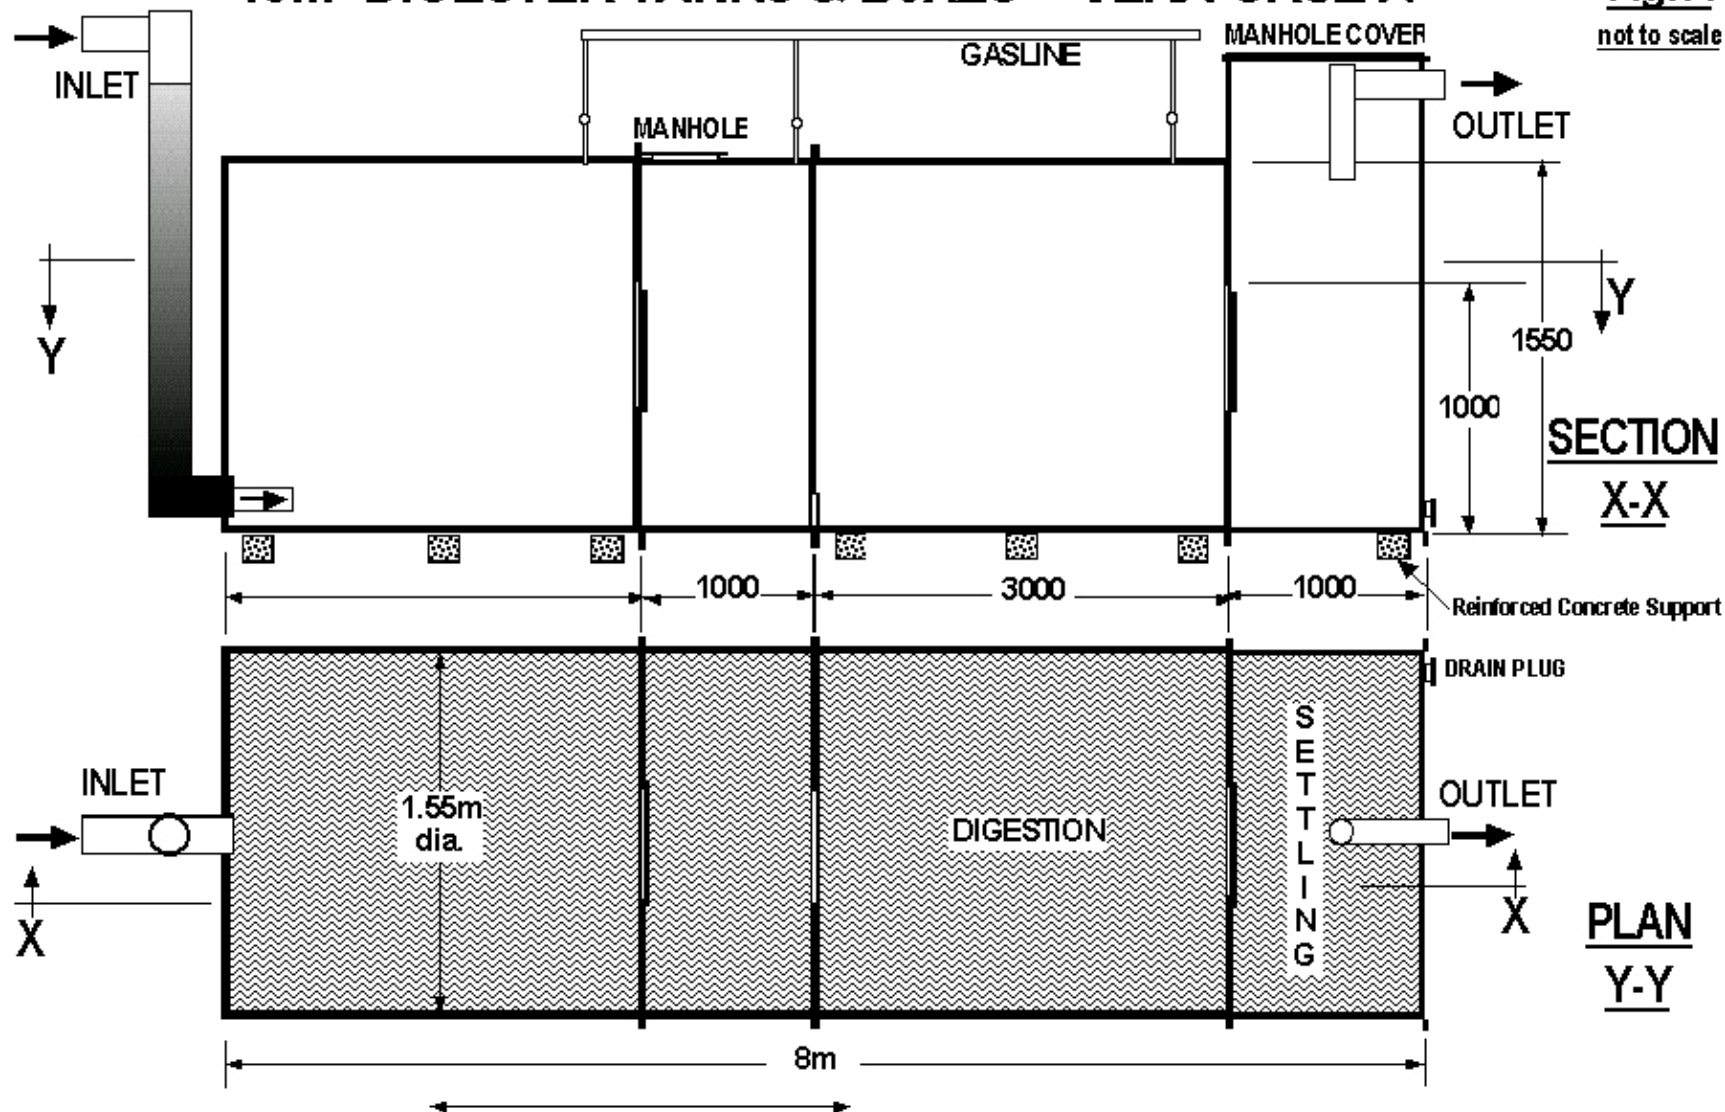 INLET
GASLINE
MANHOLE COVER
not to scale
MANHOLE
OUTLET
Y
Y
1550
1000
SECTION
X-X
1000
3000
1000
Reinforced Concrete Support
DRAIN PLUG
INLET
1.55m
dia.
DIGESTION
SETTLING
OUTLET
X
X
PLAN
Y-Y
8m